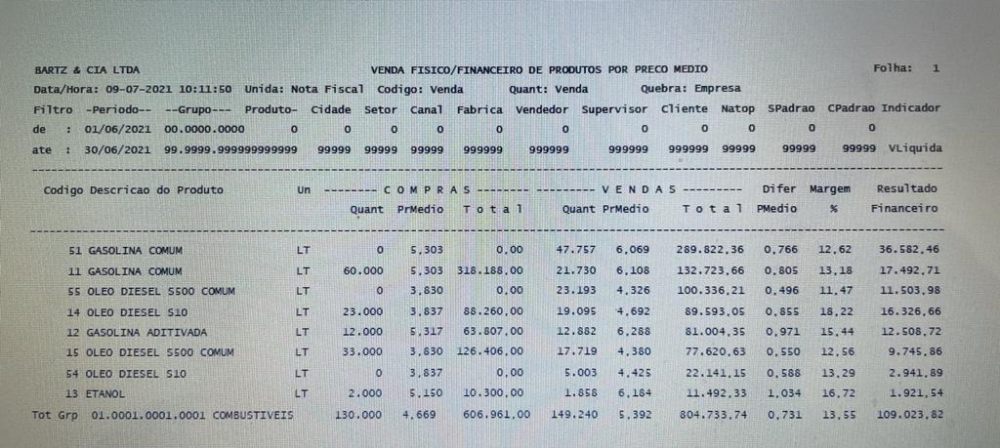 BARTZ & CIA LTDA VENDA FISICO/FINANCEIRO DE PRODUTOS POR PRECO MEDIO Folha: 1
Data/Hora: 09-07-2021 10:11:50 Unida: Nota Fiscal Codigo: Venda Quant: Venda Quebra: Empresa
Filtro -Periodo-- --Grupo--- Produto- Cidade Setor Canal Fabrica Vendedor Supervisor Cliente Natop SPadrao CPadrao Indicador
de : 01/06/2021 00.0000.0000 0 0 0 0 0 0 0 0 0 0 0
ate : 30/06/2021 99.9999.999999999999 99999 99999 99999 999999 999999 999999 999999 99999 99999 99999 VLiquida
Codigo Descricao do Produto Un -------- C O M P R A S -------- ---------- V E N D A S --------- Difer Margem Resultado
Quant PrMedio T o t a l Quant PrMedio T o t a l PMedio % Financeiro
51 GASOLINA COMUM LT 0 5,303 0,00 47.757 6,069 289.822,36 0,766 12,62 36.582,46
11 GASOLINA COMUM LT 60.000 5,303 318.188,00 21.730 6,108 132.723,66 0,805 13,18 17.492,71
55 OLEO DIESEL S500 COMUM LT 0 3,830 0,00 23.193 4,326 100.336,21 0,496 11,47 11.503,98
14 OLEO DIESEL S10 LT 23.000 3,837 88.260,00 19.095 4,692 89.593,05 0,855 18,22 16.326,66
12 GASOLINA ADITIVADA LT 12.000 5,317 63.807,00 12.882 6,288 81.004,35 0,971 15,44 12.508,72
15 OLEO DIESEL S500 COMUM LT 33.000 3,830 126.406,00 17.719 4,380 77.620,63 0,550 12,56 9.745,86
54 OLEO DIESEL S10 LT 0 3,837 0,00 5.003 4,425 22.141,15 0,588 13,29 2.941,89
13 ETANOL LT 2.000 5,150 10.300,00 1.858 6,184 11.492,33 1,034 16,72 1.921,54
Tot Grp 01.0001.0001.0001 COMBUSTIVEIS 130.000 4,669 606.961,00 149.240 5,392 804.733,74 0,731 13,55 109.023,82